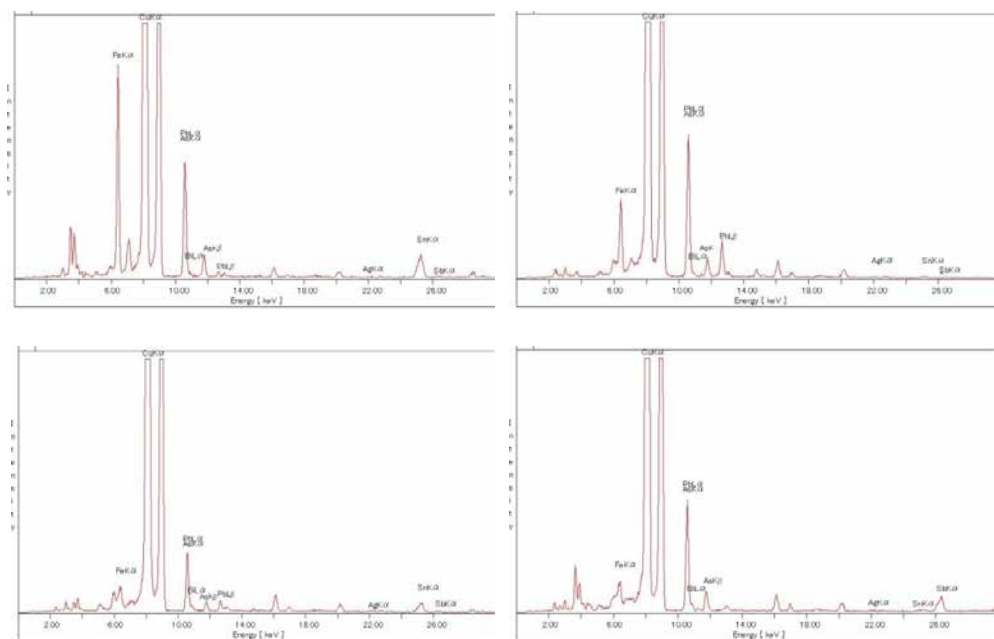 CuKα
FeKα
PbLα
AsKα
BiLα
AsKβ
PbLβ
AgKα
SnKα
SbKα
2.00 6.00 10.00 14.00 18.00 22.00 26.00
Energy [ keV ]
Intensity
CuKα
PbLα
AsKα
FeKα
BiLα
AsK
PbLβ
AgKα
SnKα
SbKα
2.00 6.00 10.00 14.00 18.00 22.00 26.00
Energy [ keV ]
Intensity
CuKα
PbLα
AsKα
FeKα
BiLα
AsKβ
PbLβ
AgKα
SnKα
SbKα
2.00 6.00 10.00 14.00 18.00 22.00 26.00
Energy [ keV ]
Intensity
CuKα
PbLα
AsKα
FeKα
BiLα
AsKβ
AgKα
SnKα
SbKα
2.00 6.00 10.00 14.00 18.00 22.00 26.00
Energy [ keV ]
Intensity